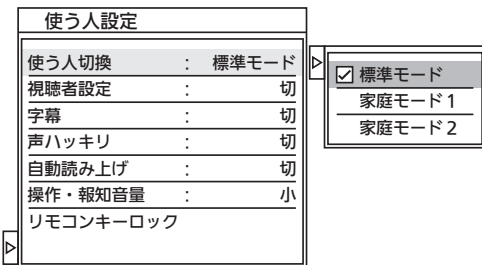 使う人設定
使う人切換 : 標準モード
視聴者設定 : 切
字幕 : 切
声ハッキリ : 切
自動読み上げ : 切
操作・報知音量 : 小
リモコンキーロック
標準モード
家庭モード1
家庭モード2